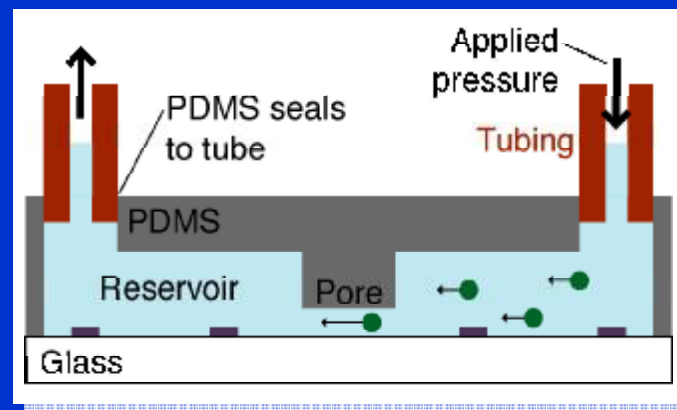 Applied
pressure
PDMS seals
to tube
Tubing
PDMS
Reservoir
Pore
Glass